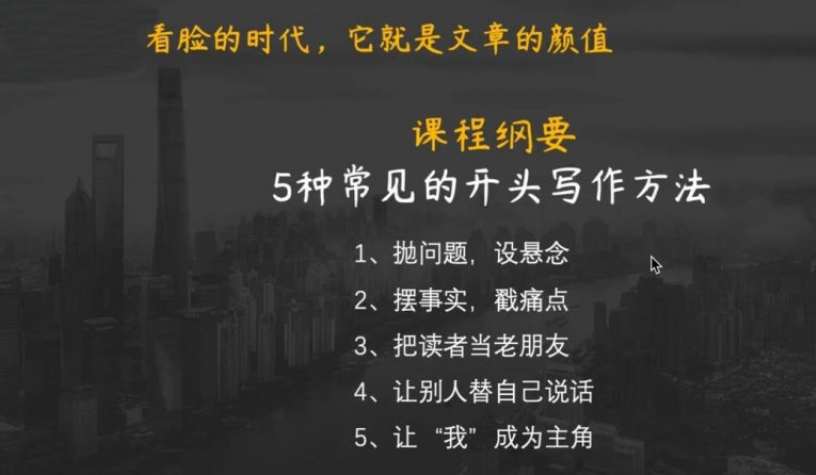 看脸的时代，它就是文章的颜值
课程纲要
5种常见的开头写作方法
1、抛问题，设悬念
2、摆事实，戳痛点
3、把读者当老朋友
4、让别人替自己说话
5、让“我”成为主角